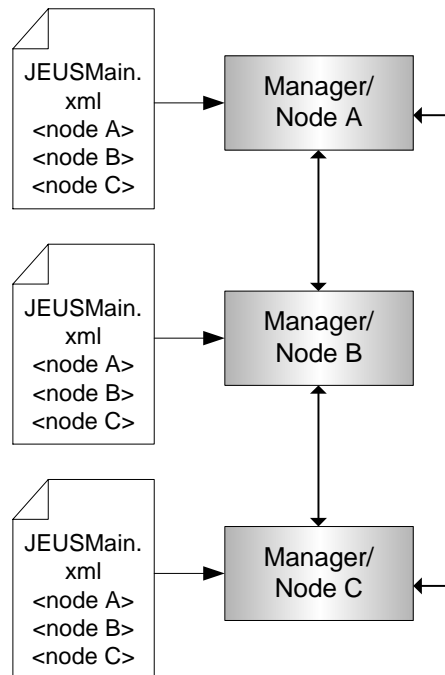 JEUSMain.
xml
<node A>
<node B>
<node C>
Manager/
Node A
JEUSMain.
xml
<node A>
<node B>
<node C>
Manager/
Node B
JEUSMain.
xml
<node A>
<node B>
<node C>
Manager/
Node C